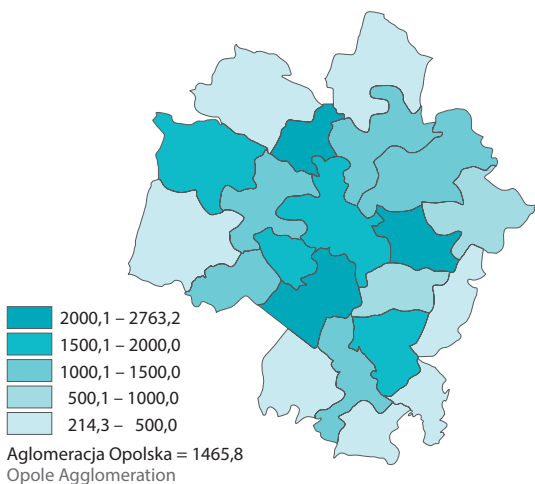 2000,1 – 2763,2
1500,1 – 2000,0
1000,1 – 1500,0
500,1 – 1000,0
214,3 – 500,0
Aglomeracja Opolska = 1465,8
Opole Agglomeration